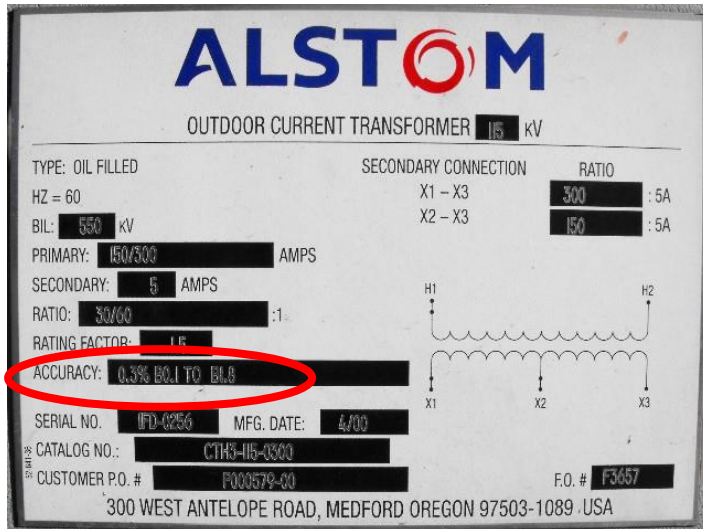 ALSTOM
OUTDOOR CURRENT TRANSFORMER 115 KV
TYPE: OIL FILLED
HZ = 60
BIL: 550 KV
PRIMARY: 150/300 AMPS
SECONDARY: 5 AMPS
RATIO: 30/60 :1
RATING FACTOR: 1.5
ACCURACY: 0.3% B0.1 TO B1.8
SECONDARY CONNECTION RATIO
X1 – X3 300 : 5A
X2 – X3 150 : 5A
H1 H2
X1 X2 X3
SERIAL NO. IFD-0256 MFG. DATE: 4/00
CATALOG NO.: CTH3-115-0300
CUSTOMER P.O. # P000579-00
F.O. # F3657
300 WEST ANTELOPE ROAD, MEDFORD OREGON 97503-1089 USA